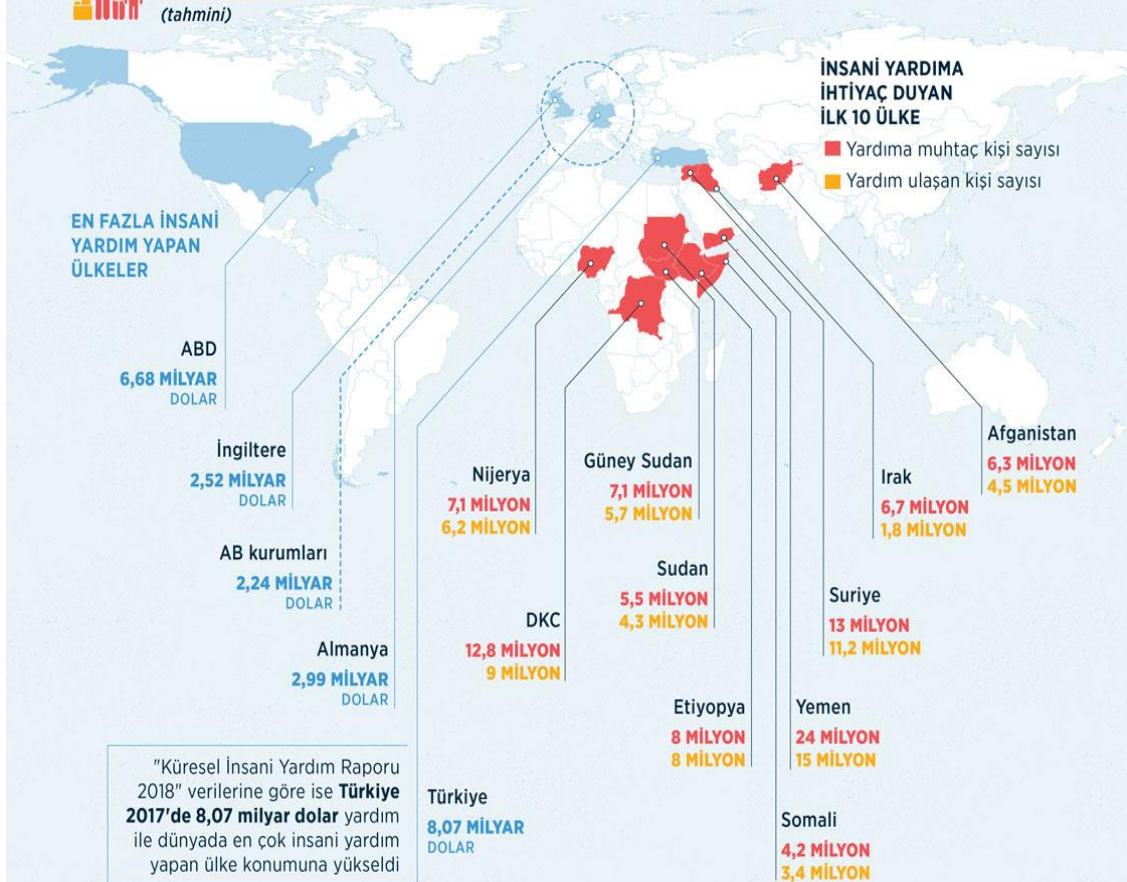 (tahmini)
İNSANİ YARDIMA
İHTİYAÇ DUYAN
İLK 10 ÜLKE
Yardıma muhtaç kişi sayısı
Yardım ulaşan kişi sayısı
EN FAZLA İNSANİ
YARDIM YAPAN
ÜLKELER
ABD
6,68 MİLYAR
DOLAR
İngiltere
2,52 MİLYAR
DOLAR
AB kurumları
2,24 MİLYAR
DOLAR
Almanya
2,99 MİLYAR
DOLAR
"Küresel İnsani Yardım Raporu
2018" verilerine göre ise Türkiye
2017'de 8,07 milyar dolar yardım
ile dünyada en çok insani yardım
yapan ülke konumuna yükseldi
Türkiye
8,07 MİLYAR
DOLAR
Nijerya
7,1 MİLYON
6,2 MİLYON
DKC
12,8 MİLYON
9 MİLYON
Güney Sudan
7,1 MİLYON
5,7 MİLYON
Sudan
5,5 MİLYON
4,3 MİLYON
Etiyopya
8 MİLYON
8 MİLYON
Somali
4,2 MİLYON
3,4 MİLYON
Yemen
24 MİLYON
15 MİLYON
Suriye
13 MİLYON
11,2 MİLYON
Irak
6,7 MİLYON
1,8 MİLYON
Afganistan
6,3 MİLYON
4,5 MİLYON